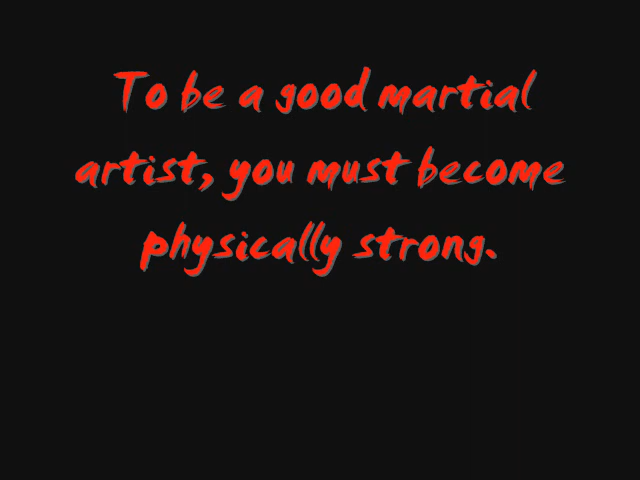 To be a good martial
artist, you must become
physically strong.